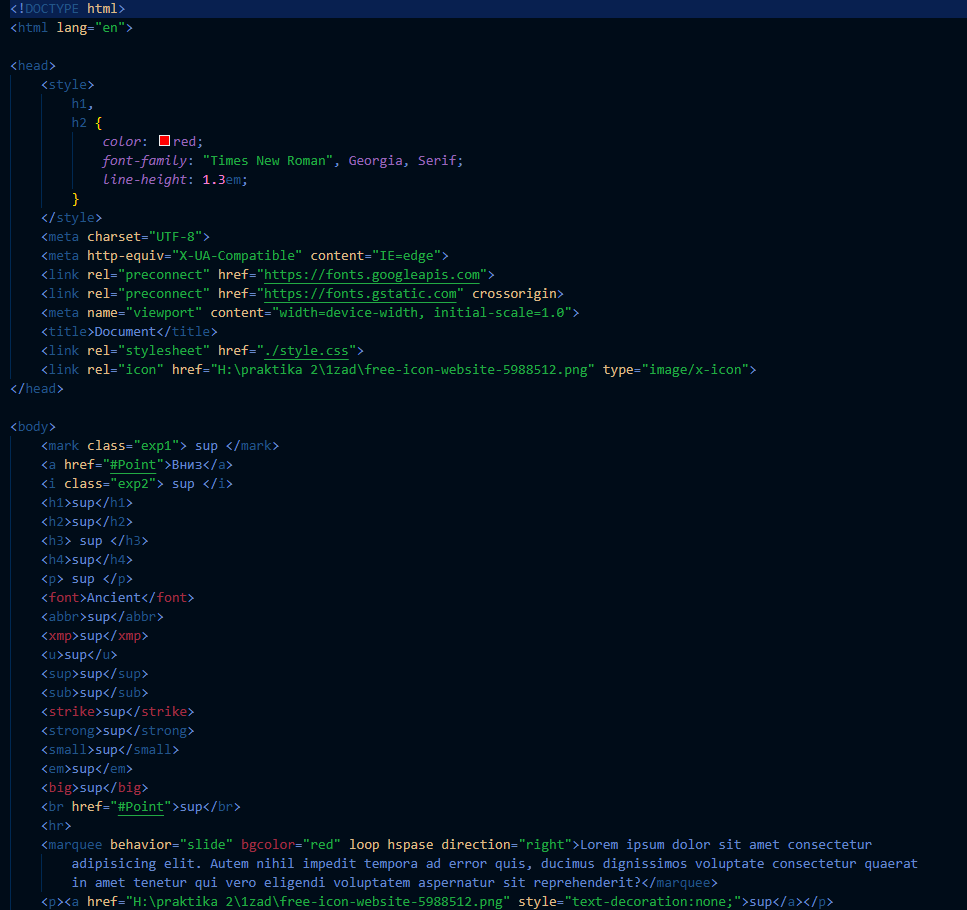 <!DOCTYPE html>
<html lang="en">
<head>
<style>
h1,
h2 {
color: red;
font-family: "Times New Roman", Georgia, Serif;
line-height: 1.3em;
}
</style>
<meta charset="UTF-8">
<meta http-equiv="X-UA-Compatible" content="IE=edge">
<link rel="preconnect" href="https://fonts.googleapis.com">
<link rel="preconnect" href="https://fonts.gstatic.com" crossorigin>
<meta name="viewport" content="width=device-width, initial-scale=1.0">
<title>Document</title>
<link rel="stylesheet" href="./style.css">
<link rel="icon" href="H:\praktika 2\1zad\free-icon-website-5988512.png" type="image/x-icon">
</head>
<body>
<mark class="exp1"> sup </mark>
<a href="#Point">Вниз</a>
<i class="exp2"> sup </i>
<h1>sup</h1>
<h2>sup</h2>
<h3> sup </h3>
<h4>sup</h4>
<p> sup </p>
<font>Ancient</font>
<abbr>sup</abbr>
<xmp>sup</xmp>
<u>sup</u>
<sup>sup</sup>
<sub>sup</sub>
<strike>sup</strike>
<strong>sup</strong>
<small>sup</small>
<em>sup</em>
<big>sup</big>
<br href="#Point">sup</br>
<hr>
<marquee behavior="slide" bgcolor="red" loop hspase direction="right">Lorem ipsum dolor sit amet consectetur
adipisicing elit. Autem nihil impedit tempora ad error quis, ducimus dignissimos voluptate consectetur quaerat
in amet tenetur qui vero eligendi voluptatem aspernatur sit reprehenderit?</marquee>
<p><a href="H:\praktika 2\1zad\free-icon-website-5988512.png" style="text-decoration:none;">sup</a></p>